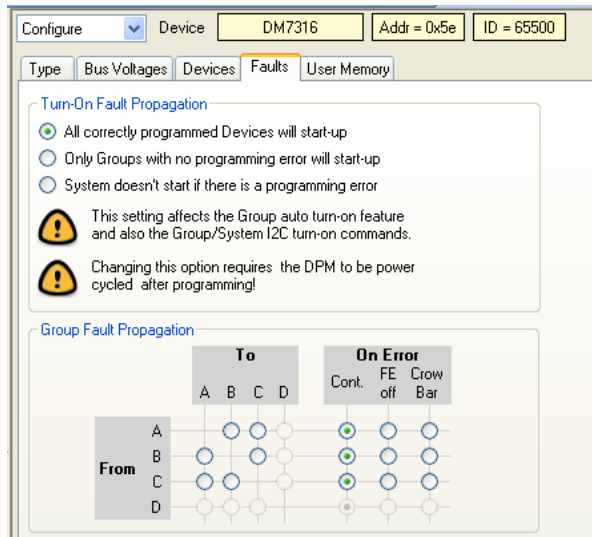 Configure Device DM7316 Addr = 0x5e ID = 65500
Type Bus Voltages Devices Faults User Memory
Turn-On Fault Propagation
All correctly programmed Devices will start-up
Only Groups with no programming error will start-up
System doesn't start if there is a programming error
This setting affects the Group auto turn-on feature
and also the Group/System I2C turn-on commands.
Changing this option requires the DPM to be power
cycled after programming!
Group Fault Propagation
To On Error
A B C D Cont. FE off Crow Bar
A
B
From
C
D